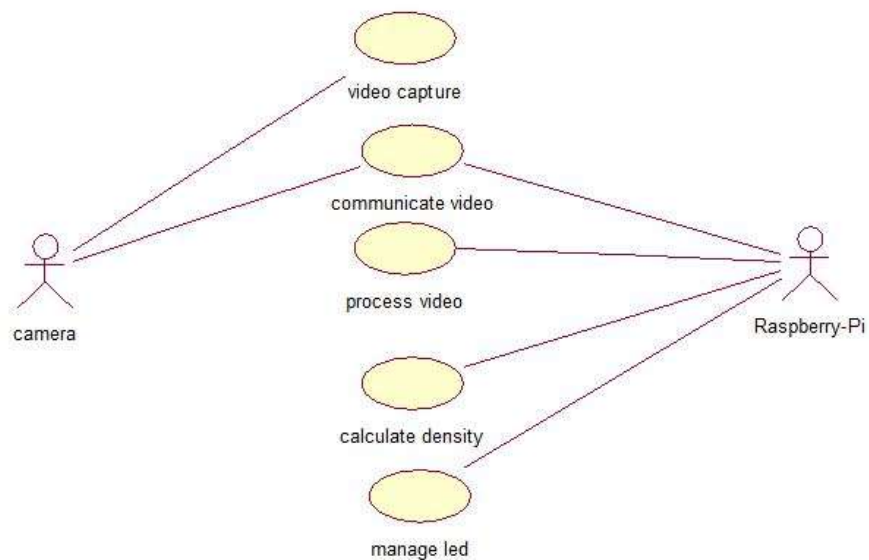 video capture
communicate video
process video
camera
Raspberry-Pi
calculate density
manage led